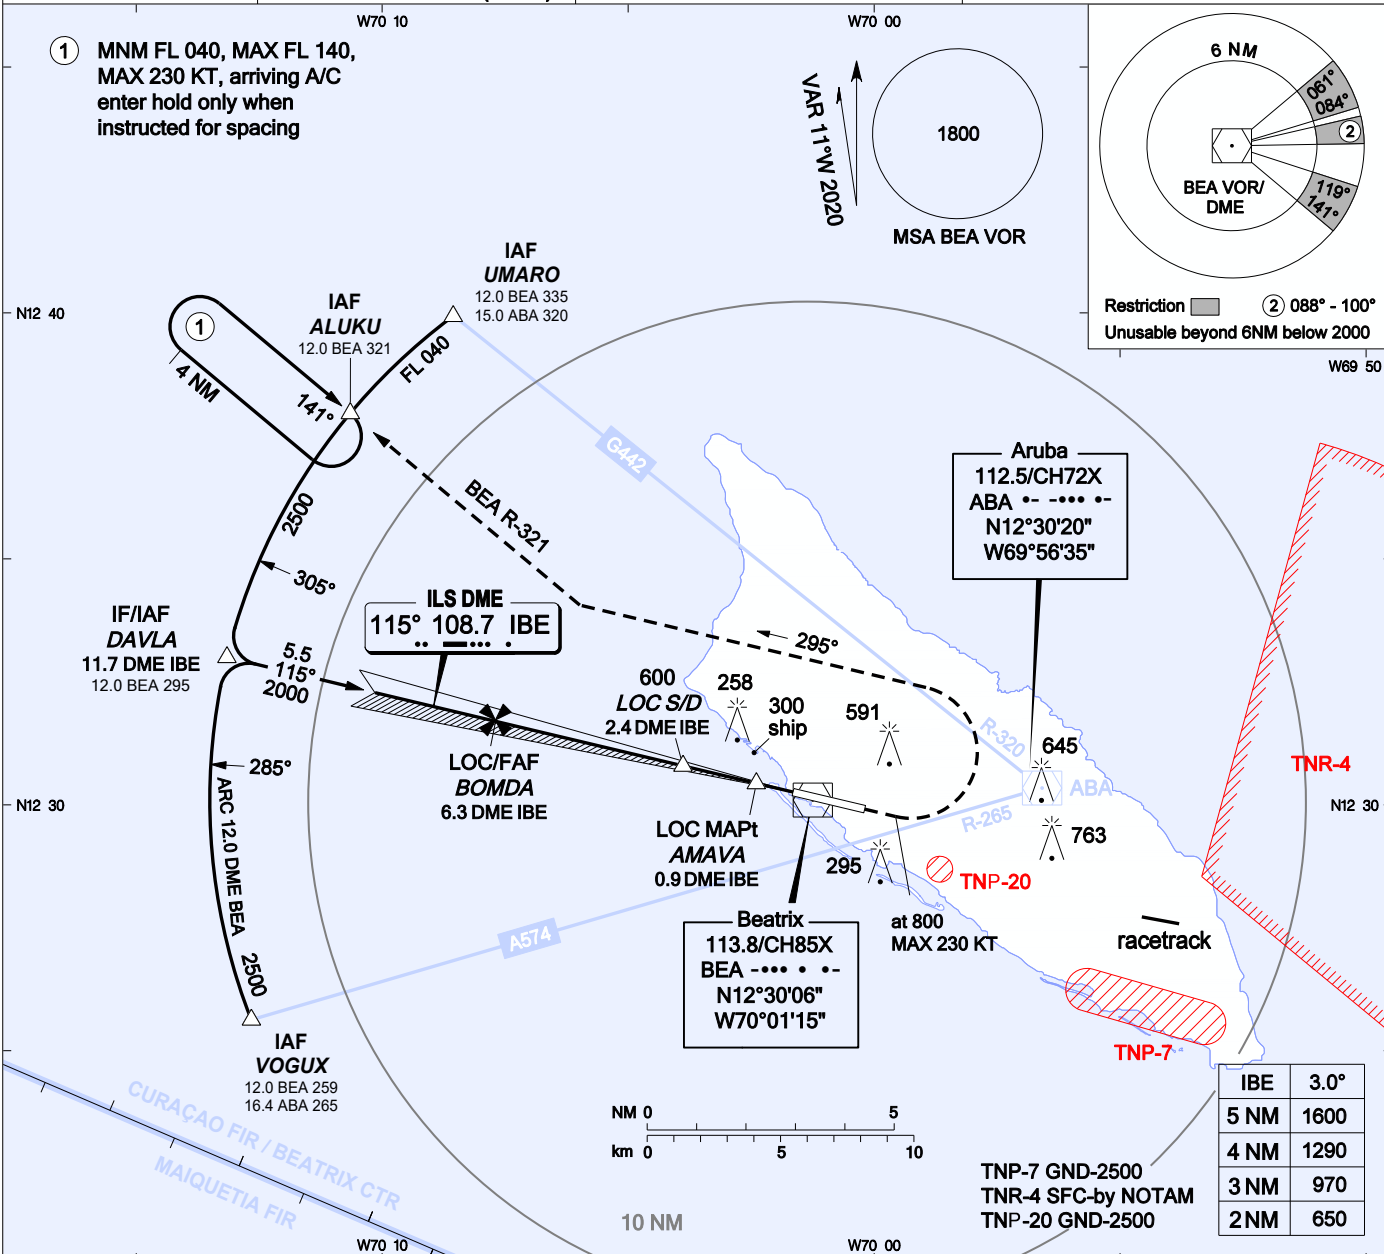 W70 10
W70 00
1 MNM FL 040, MAX FL 140,
MAX 230 KT, arriving A/C
enter hold only when
instructed for spacing
VAR 11°W 2020
1800
MSA BEA VOR
6 NM
061°
084°
2
119°
141°
BEA VOR/
DME
Restriction
2 088° - 100°
Unusable beyond 6NM below 2000
W69 50
N12 40
IAF
UMARO
12.0 BEA 335
15.0 ABA 320
IAF
ALUKU
12.0 BEA 321
1
4 NM
141°
FL 040
G442
2500
BEA R-321
305°
Aruba
112.5/CH72X
ABA
N12°30'20"
W69°56'35"
ILS DME
115° 108.7 IBE
IF/IAF
DAVLA
11.7 DME IBE
12.0 BEA 295
5.5
115°
2000
295°
600
LOC S/D
2.4 DME IBE
258
300
ship
591
R-320
645
TNR-4
LOC/FAF
BOMDA
6.3 DME IBE
285°
ARC 12.0 DME BEA
2500
ABA
R-265
N12 30
N12 30
763
LOC MAPt
AMAVA
0.9 DME IBE
295
TNP-20
at 800
MAX 230 KT
racetrack
A574
Beatrix
113.8/CH85X
BEA
N12°30'06"
W70°01'15"
TNP-7
IAF
VOGUX
12.0 BEA 259
16.4 ABA 265
CURAÇAO FIR / BEATRIX CTR
MAIQUETIA FIR
NM 0 5
km 0 5 10
10 NM
TNP-7 GND-2500
TNR-4 SFC-by NOTAM
TNP-20 GND-2500
IBE 3.0°
5 NM 1600
4 NM 1290
3 NM 970
2 NM 650
W70 10
W70 00